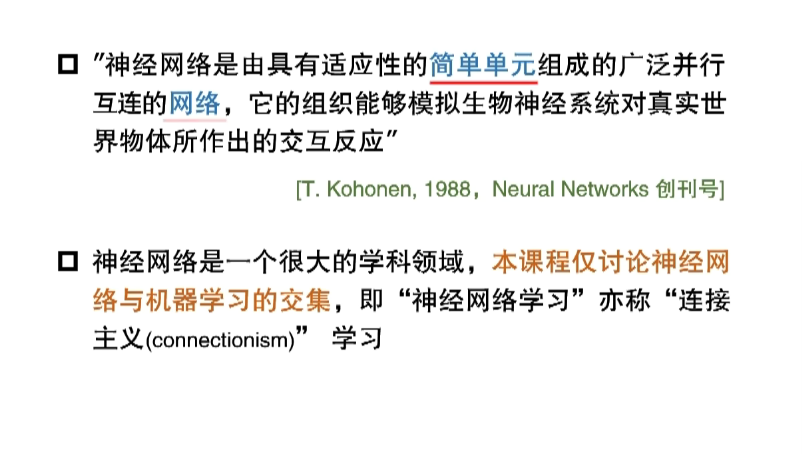 "神经网络是由具有适应性的简单单元组成的广泛并行
互连的网络，它的组织能够模拟生物神经系统对真实世
界物体所作出的交互反应"
[T. Kohonen, 1988，Neural Networks 创刊号]
神经网络是一个很大的学科领域，本课程仅讨论神经网
络与机器学习的交集，即“神经网络学习”亦称“连接
主义(connectionism)” 学习